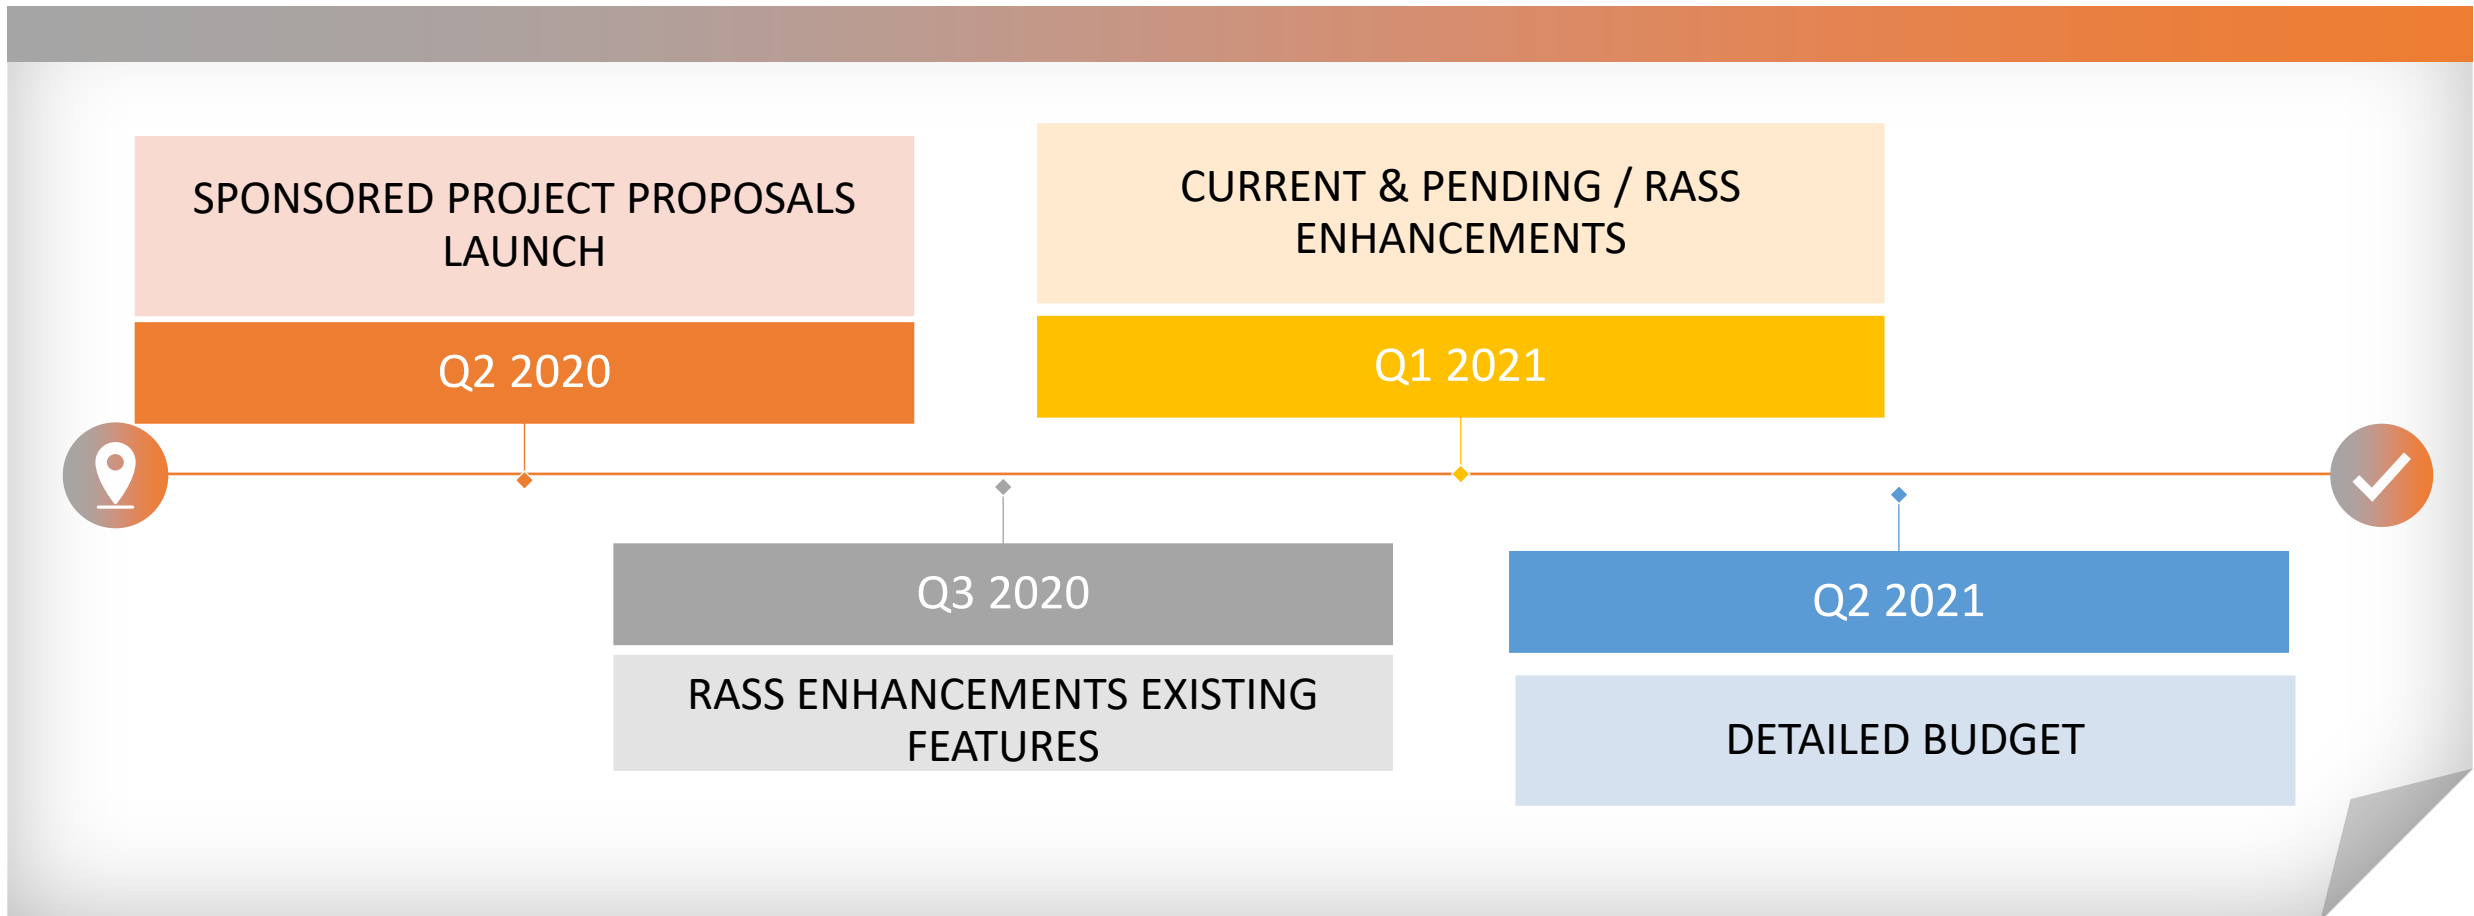 SPONSORED PROJECT PROPOSALS
LAUNCH
Q2 2020
Q3 2020
RASS ENHANCEMENTS EXISTING
FEATURES
CURRENT & PENDING / RASS
ENHANCEMENTS
Q1 2021
Q2 2021
DETAILED BUDGET